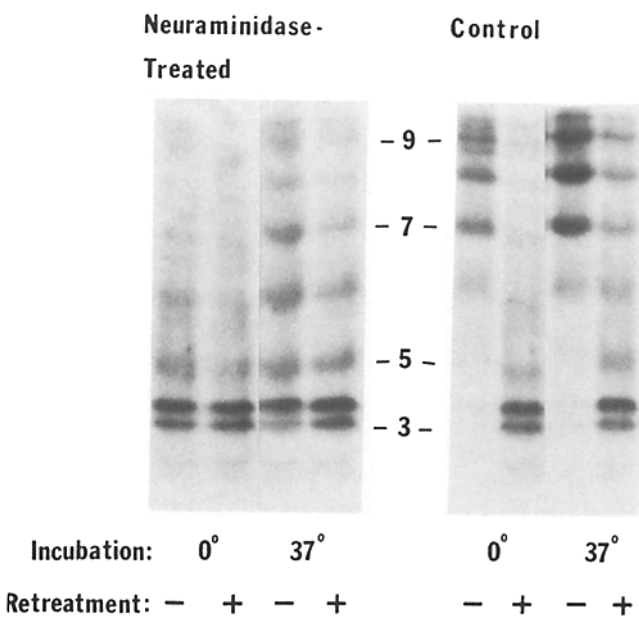 Neuraminidase-
Treated
Control
- 9 -
- 7 -
- 5 -
- 3 -
Incubation: 0° 37° 0° 37°
Retreatment: − + − + − + − +